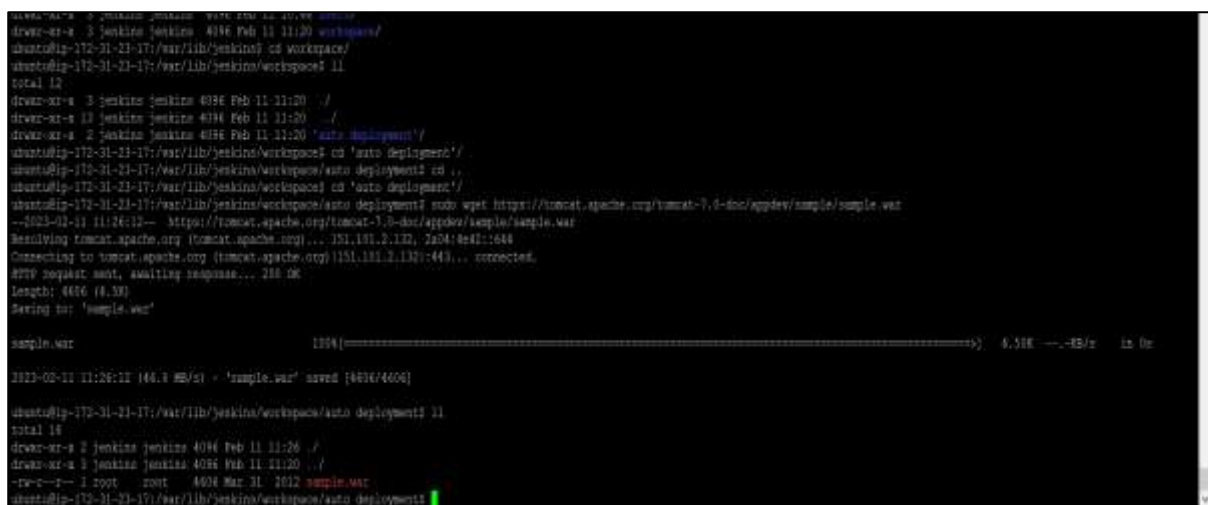 drwxr-xr-x 3 jenkins jenkins 4096 Feb 11 11:20 workspace/
ubuntu@ip-172-31-23-17:/var/lib/jenkins$ cd workspace/
ubuntu@ip-172-31-23-17:/var/lib/jenkins/workspace$ ll
total 12
drwxr-xr-x 3 jenkins jenkins 4096 Feb 11 11:20 ./
drwxr-xr-x 13 jenkins jenkins 4096 Feb 11 11:20 ../
drwxr-xr-x 2 jenkins jenkins 4096 Feb 11 11:20 'auto deployment'/
ubuntu@ip-172-31-23-17:/var/lib/jenkins/workspace$ cd 'auto deployment'/
ubuntu@ip-172-31-23-17:/var/lib/jenkins/workspace/auto deployment$ cd ..
ubuntu@ip-172-31-23-17:/var/lib/jenkins/workspace$ cd 'auto deployment'/
ubuntu@ip-172-31-23-17:/var/lib/jenkins/workspace/auto deployment$ sudo wget https://tomcat.apache.org/tomcat-7.0-doc/appdev/sample/sample.war
--2023-02-11 11:26:12-- https://tomcat.apache.org/tomcat-7.0-doc/appdev/sample/sample.war
Resolving tomcat.apache.org (tomcat.apache.org)... 151.101.2.132, 2a04:4e42::644
Connecting to tomcat.apache.org (tomcat.apache.org)|151.101.2.132|:443... connected.
HTTP request sent, awaiting response... 200 OK
Length: 4606 (4.5K)
Saving to: 'sample.war'
sample.war 100%[=====>] 4.50K --.-KB/s in 0s
2023-02-11 11:26:12 MB/s) - 'sample.war' saved [4606/4606]
ubuntu@ip-172-31-23-17:/var/lib/jenkins/workspace/auto deployment$ ll
total 16
drwxr-xr-x 2 jenkins jenkins 4096 Feb 11 11:26 ./
drwxr-xr-x 3 jenkins jenkins 4096 Feb 11 11:20 ../
-rw-r--r-- 1 root root 4606 Mar 31 2012 sample.war
ubuntu@ip-172-31-23-17:/var/lib/jenkins/workspace/auto deployment$